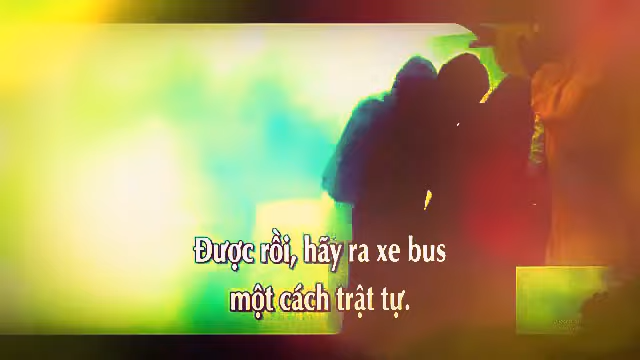 Được rồi, hãy ra xe bus
một cách trật tự.